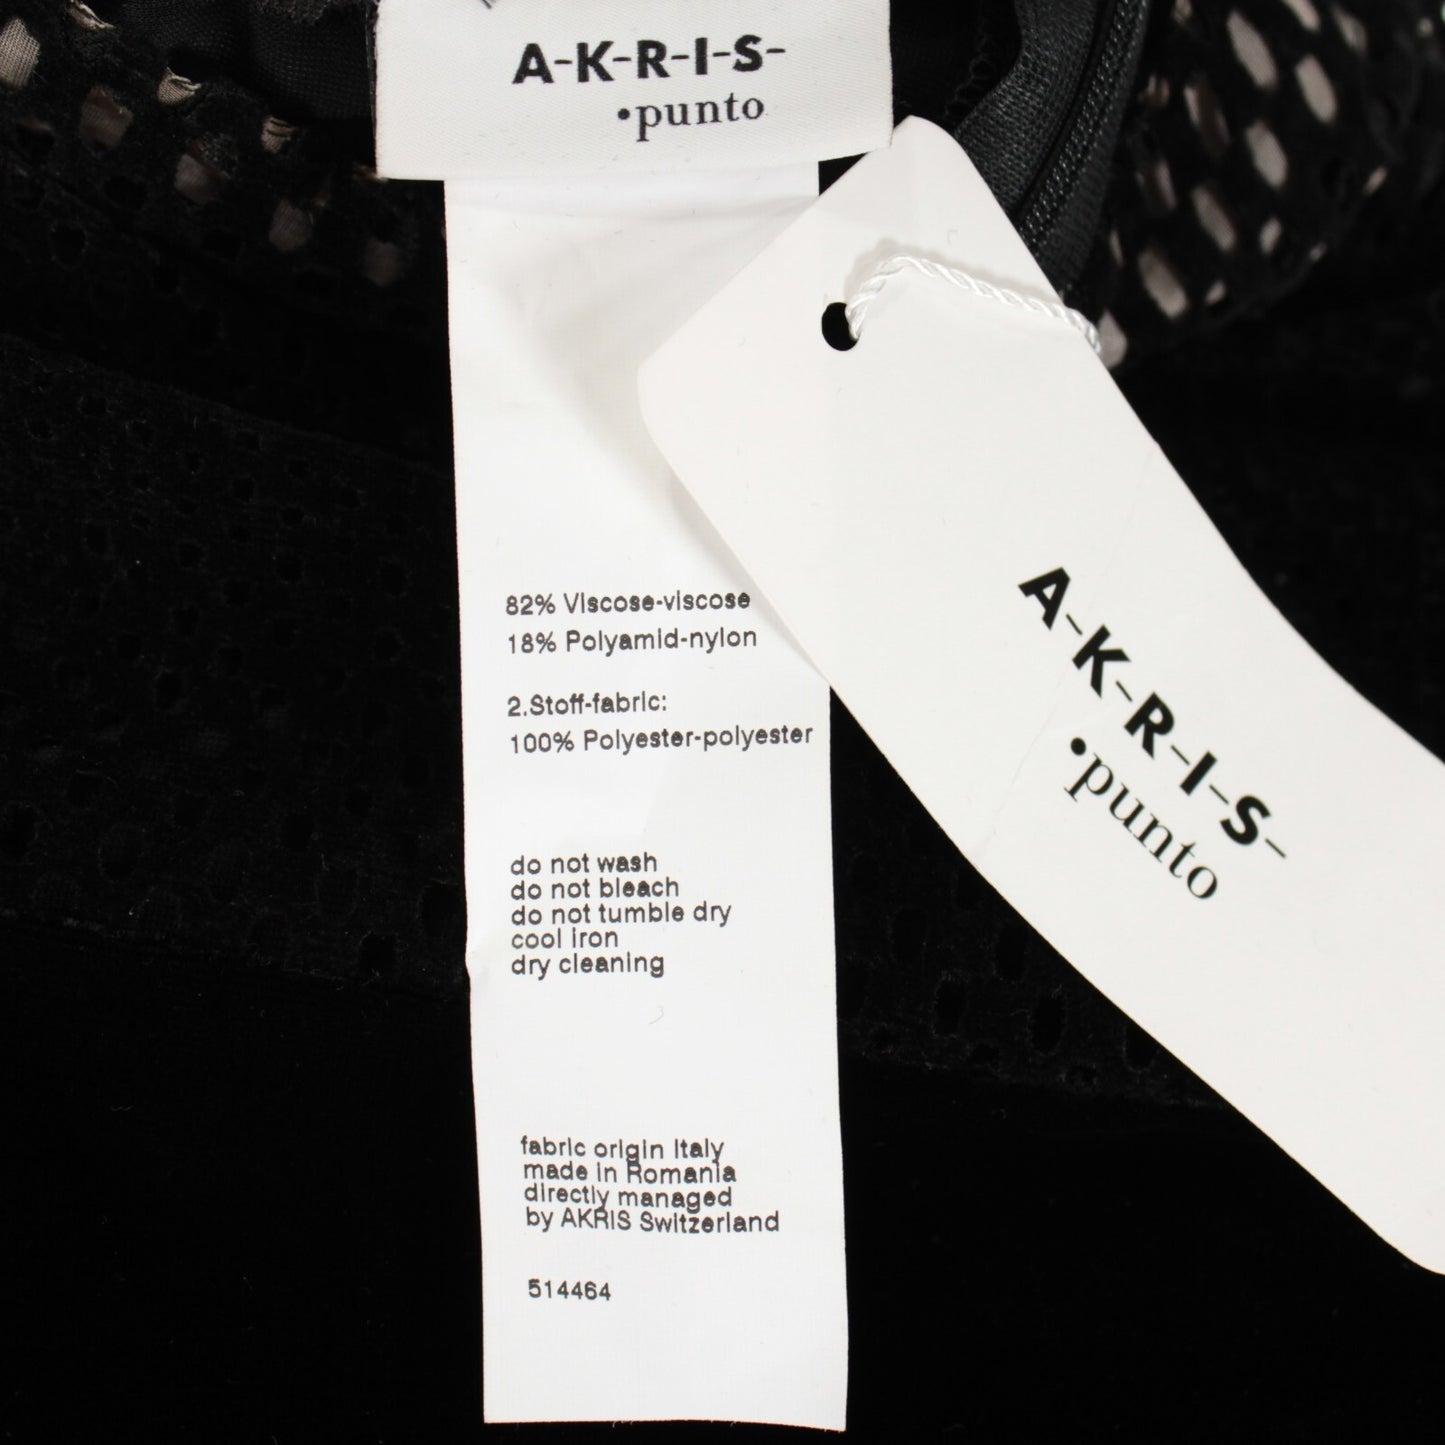 A-K-R-I-S-
•punto
82% Viscose-viscose
18% Polyamid-nylon
2.Stoff-fabric:
100% Polyester-polyester
do not wash
do not bleach
do not tumble dry
cool iron
dry cleaning
fabric origin Italy
made in Romania
directly managed
by AKRIS Switzerland
514464
A-K-R-I-S-
•punto